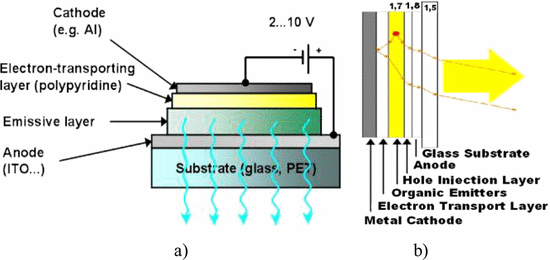 Cathode
(e.g. Al)
2...10 V
- +
Electron-transporting
layer (polypyridine)
Emissive layer
Anode
(ITO...)
Substrate (glass, PET)
a)
1,7 1,8 1,5
Glass Substrate
Anode
Hole Injection Layer
Organic Emitters
Electron Transport Layer
Metal Cathode
b)